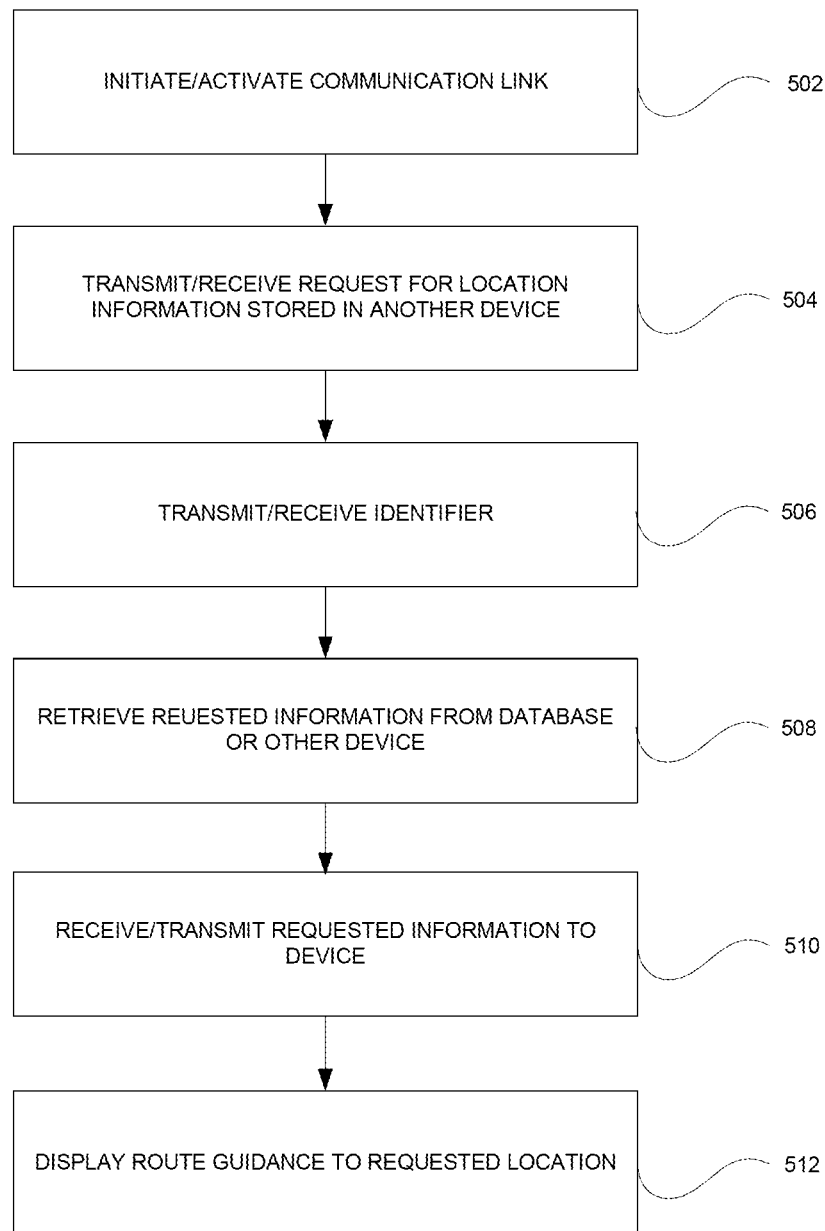 INITIATE/ACTIVATE COMMUNICATION LINK
502
TRANSMIT/RECEIVE REQUEST FOR LOCATION
INFORMATION STORED IN ANOTHER DEVICE
504
TRANSMIT/RECEIVE IDENTIFIER
506
RETRIEVE REUESTED INFORMATION FROM DATABASE
OR OTHER DEVICE
508
RECEIVE/TRANSMIT REQUESTED INFORMATION TO
DEVICE
510
DISPLAY ROUTE GUIDANCE TO REQUESTED LOCATION
512